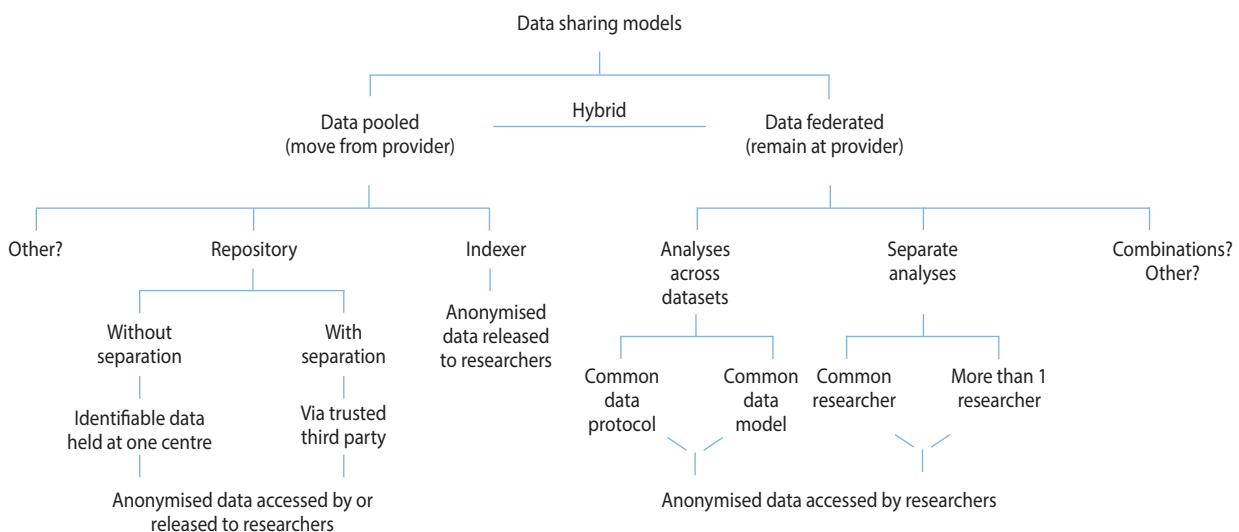 Data sharing models
Hybrid
Data pooled
(move from provider)
Data federated
(remain at provider)
Other?
Repository
Indexer
Analyses
across
datasets
Separate
analyses
Combinations?
Other?
Without
separation
With
separation
Anonymised
data released
to researchers
Common
data
protocol
Common
data
model
Common
researcher
More than 1
researcher
Identifiable data
held at one centre
Via trusted
third party
Anonymised data accessed by or
released to researchers
Anonymised data accessed by researchers